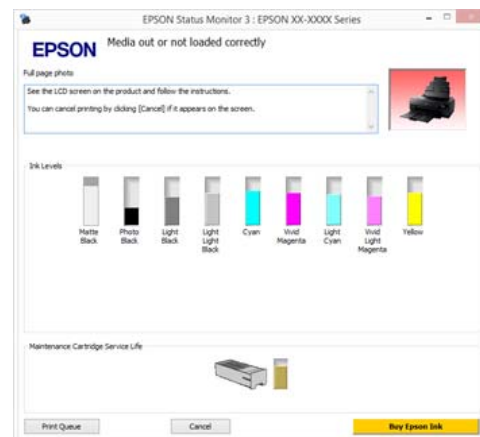 EPSON Status Monitor 3 : EPSON XX-XXXX Series
EPSON
Media out or not loaded correctly
Full page photo
See the LCD screen on the product and follow the instructions.
You can cancel printing by clicking [Cancel] if it appears on the screen.
Ink Levels
Matte Black
Photo Black
Light Black
Light Light Black
Cyan
Vivid Magenta
Light Cyan
Vivid Light Magenta
Yellow
Maintenance Cartridge Service Life
Print Queue
Cancel
Buy Epson Ink